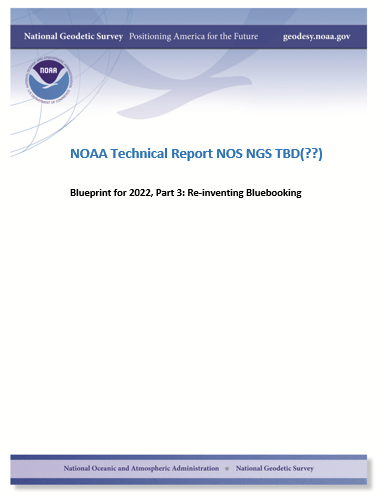 National Geodetic Survey Positioning America for the Future geodesy.noaa.gov
NOAA
NOAA Technical Report NOS NGS TBD(??)
Blueprint for 2022, Part 3: Re-inventing Bluebooking
National Oceanic and Atmospheric Administration • National Geodetic Survey